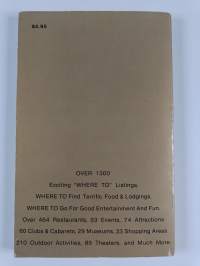 $4.95
OVER 1300
Exciting "WHERE TO" Listings.
WHERE TO Find Terrific Food & Lodgings.
WHERE TO Go For Good Entertainment And Fun.
Over 464 Restaurants, 53 Events, 74 Attractions
60 Clubs & Cabarets, 29 Museums, 33 Shopping Areas
210 Outdoor Activities, 85 Theaters, and Much More